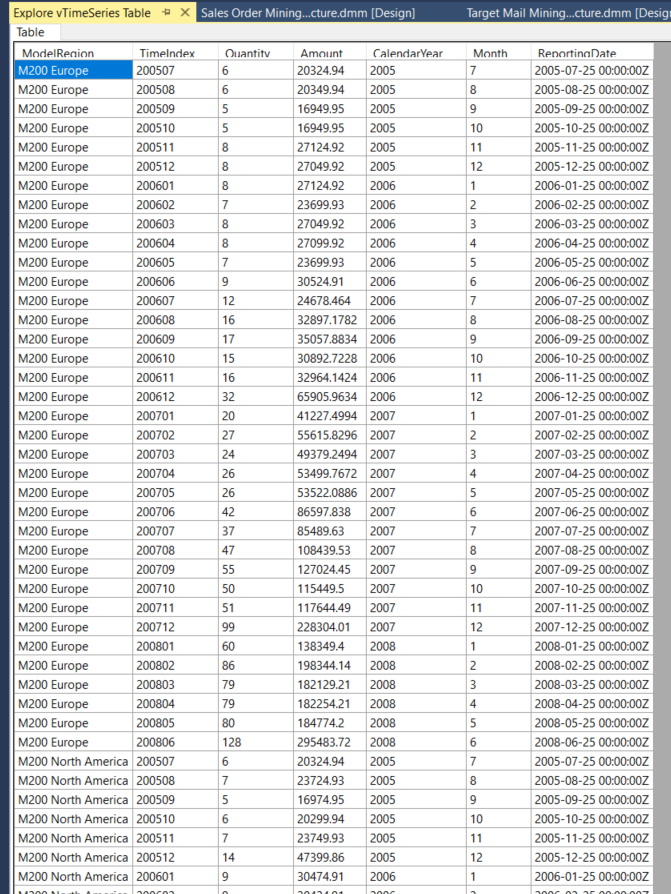 Explore vTimeSeries Table Sales Order Mining...cture.dmm [Design] Target Mail Mining...cture.dmm [Desig
Table
ModelRegion TimeIndex Quantity Amount CalendarYear Month ReportingDate
M200 Europe 200507 6 20324.94 2005 7 2005-07-25 00:00:00Z
M200 Europe 200508 6 20349.94 2005 8 2005-08-25 00:00:00Z
M200 Europe 200509 5 16949.95 2005 9 2005-09-25 00:00:00Z
M200 Europe 200510 5 16949.95 2005 10 2005-10-25 00:00:00Z
M200 Europe 200511 8 27124.92 2005 11 2005-11-25 00:00:00Z
M200 Europe 200512 8 27049.92 2005 12 2005-12-25 00:00:00Z
M200 Europe 200601 8 27124.92 2006 1 2006-01-25 00:00:00Z
M200 Europe 200602 7 23699.93 2006 2 2006-02-25 00:00:00Z
M200 Europe 200603 8 27049.92 2006 3 2006-03-25 00:00:00Z
M200 Europe 200604 8 27099.92 2006 4 2006-04-25 00:00:00Z
M200 Europe 200605 7 23699.93 2006 5 2006-05-25 00:00:00Z
M200 Europe 200606 9 30524.91 2006 6 2006-06-25 00:00:00Z
M200 Europe 200607 12 24678.464 2006 7 2006-07-25 00:00:00Z
M200 Europe 200608 16 32897.1782 2006 8 2006-08-25 00:00:00Z
M200 Europe 200609 17 35057.8834 2006 9 2006-09-25 00:00:00Z
M200 Europe 200610 15 30892.7228 2006 10 2006-10-25 00:00:00Z
M200 Europe 200611 16 32964.1424 2006 11 2006-11-25 00:00:00Z
M200 Europe 200612 32 65905.9634 2006 12 2006-12-25 00:00:00Z
M200 Europe 200701 20 41227.4994 2007 1 2007-01-25 00:00:00Z
M200 Europe 200702 27 55615.8296 2007 2 2007-02-25 00:00:00Z
M200 Europe 200703 24 49379.2494 2007 3 2007-03-25 00:00:00Z
M200 Europe 200704 26 53499.7672 2007 4 2007-04-25 00:00:00Z
M200 Europe 200705 26 53522.0886 2007 5 2007-05-25 00:00:00Z
M200 Europe 200706 42 86597.838 2007 6 2007-06-25 00:00:00Z
M200 Europe 200707 37 85489.63 2007 7 2007-07-25 00:00:00Z
M200 Europe 200708 47 108439.53 2007 8 2007-08-25 00:00:00Z
M200 Europe 200709 55 127024.45 2007 9 2007-09-25 00:00:00Z
M200 Europe 200710 50 115449.5 2007 10 2007-10-25 00:00:00Z
M200 Europe 200711 51 117644.49 2007 11 2007-11-25 00:00:00Z
M200 Europe 200712 99 228304.01 2007 12 2007-12-25 00:00:00Z
M200 Europe 200801 60 138349.4 2008 1 2008-01-25 00:00:00Z
M200 Europe 200802 86 198344.14 2008 2 2008-02-25 00:00:00Z
M200 Europe 200803 79 182129.21 2008 3 2008-03-25 00:00:00Z
M200 Europe 200804 79 182254.21 2008 4 2008-04-25 00:00:00Z
M200 Europe 200805 80 184774.2 2008 5 2008-05-25 00:00:00Z
M200 Europe 200806 128 295483.72 2008 6 2008-06-25 00:00:00Z
M200 North America 200507 6 20324.94 2005 7 2005-07-25 00:00:00Z
M200 North America 200508 7 23724.93 2005 8 2005-08-25 00:00:00Z
M200 North America 200509 5 16974.95 2005 9 2005-09-25 00:00:00Z
M200 North America 200510 6 20299.94 2005 10 2005-10-25 00:00:00Z
M200 North America 200511 7 23749.93 2005 11 2005-11-25 00:00:00Z
M200 North America 200512 14 47399.86 2005 12 2005-12-25 00:00:00Z
M200 North America 200601 9 30474.91 2006 1 2006-01-25 00:00:00Z